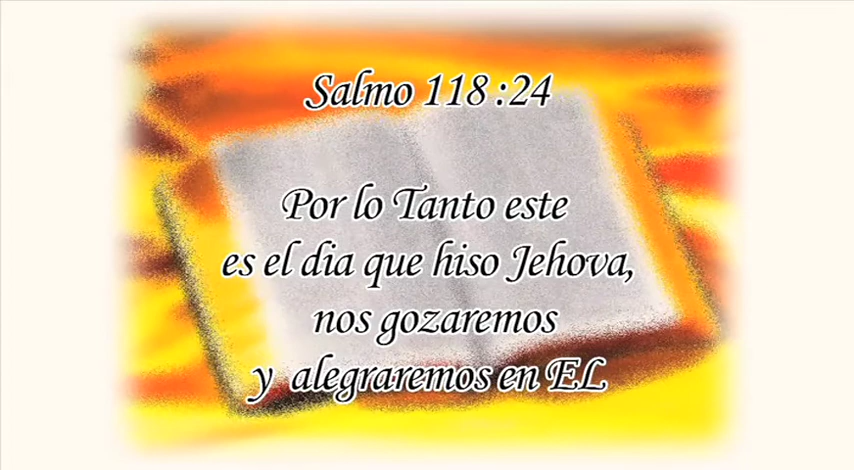 Salmo 118:24
Por lo Tanto este
es el dia que hiso Jehova,
nos gozaremos
y alegraremos en EL